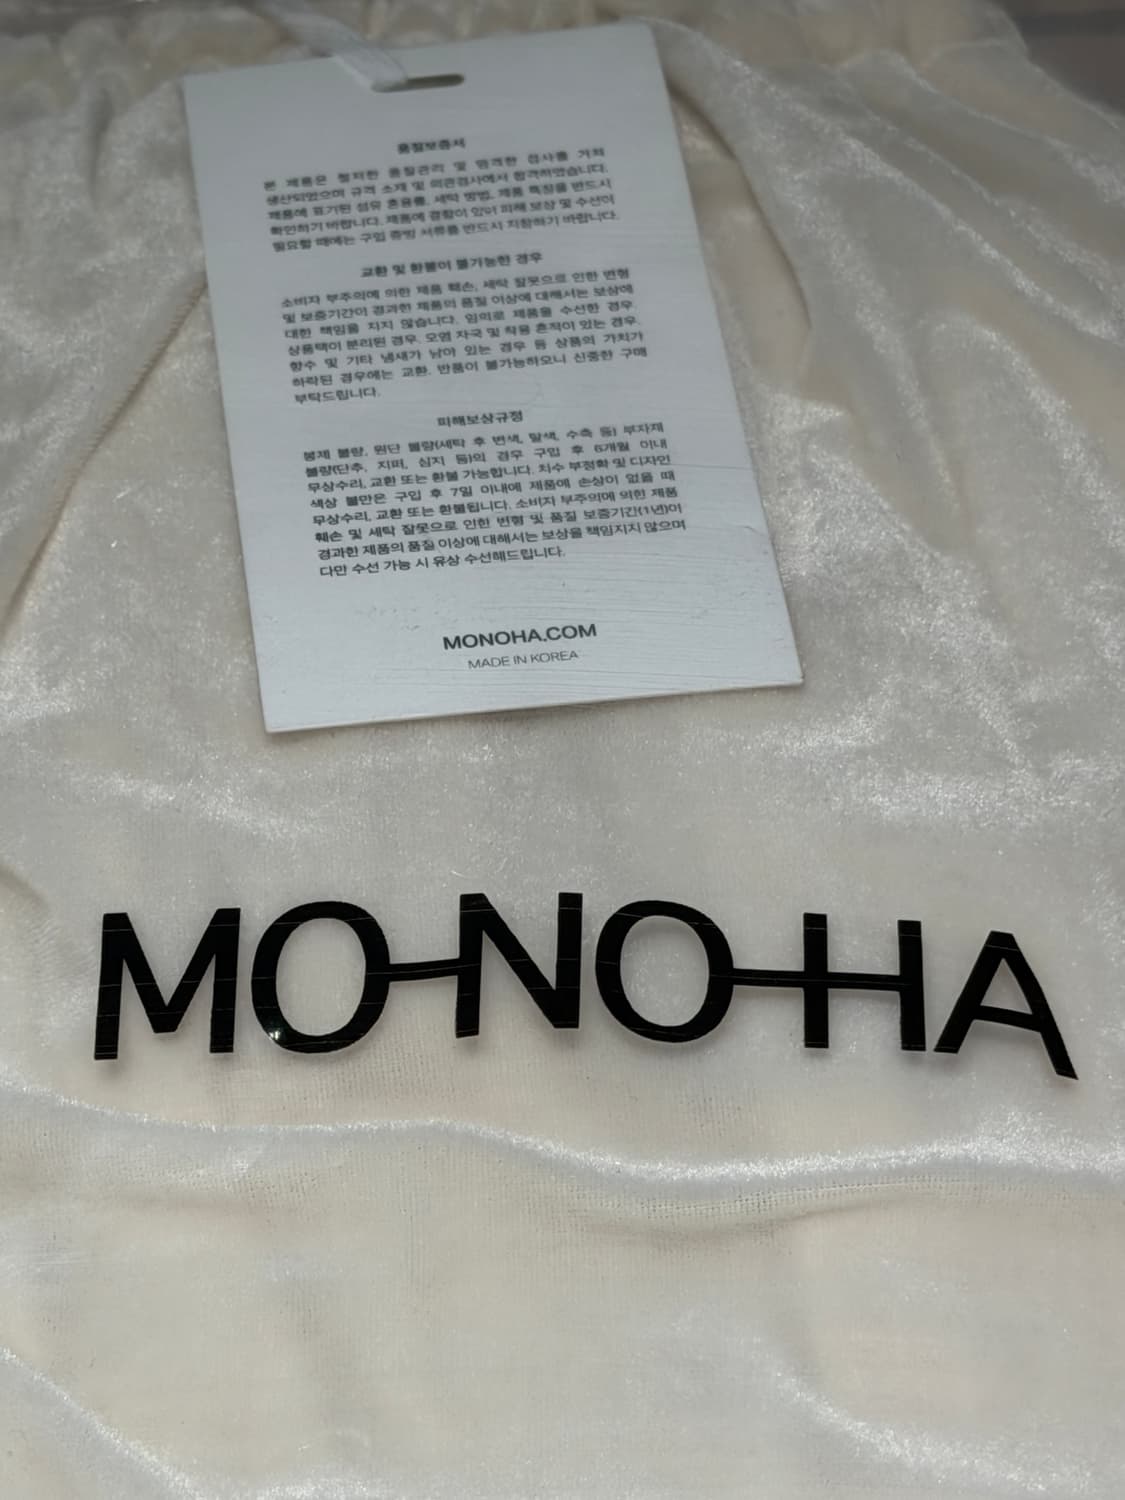 품질보증서
본 제품은 철저한 품질관리 및 엄격한 검사를 거쳐
생산되었으며 규격 소재 및 외관검사에서 합격하였습니다.
제품에 표기된 섬유 혼용률, 세탁 방법, 제품 특징을 반드시
확인하기 바랍니다. 제품에 결함이 있어 피해 보상 및 수선이
필요할 때에는 구입 증빙 서류를 반드시 지참하기 바랍니다.
교환 및 환불이 불가능한 경우
소비자 부주의에 의한 제품 훼손, 세탁 잘못으로 인한 변형
및 보증기간이 경과한 제품의 품질 이상에 대해서는 보상에
대한 책임을 지지 않습니다. 임의로 제품을 수선한 경우,
상품택이 분리된 경우, 오염 자국 및 착용 흔적이 있는 경우,
향수 및 기타 냄새가 남아 있는 경우 등 상품의 가치가
하락된 경우에는 교환, 반품이 불가능하오니 신중한 구매
부탁드립니다.
피해보상규정
봉제 불량, 원단 불량(세탁 후 변색, 탈색, 수축 등) 부자재
불량(단추, 지퍼, 심지 등)의 경우 구입 후 6개월 이내
무상수리, 교환 또는 환불 가능합니다. 치수 부정확 및 디자인
색상 불만은 구입 후 7일 이내에 제품에 손상이 없을 때
무상수리, 교환 또는 환불됩니다. 소비자 부주의에 의한 제품
훼손 및 세탁 잘못으로 인한 변형 및 품질 보증기간(1년)이
경과한 제품의 품질 이상에 대해서는 보상을 책임지지 않으며
다만 수선 가능 시 유상 수선해드립니다.
MONOHA.COM
MADE IN KOREA
MONOHA